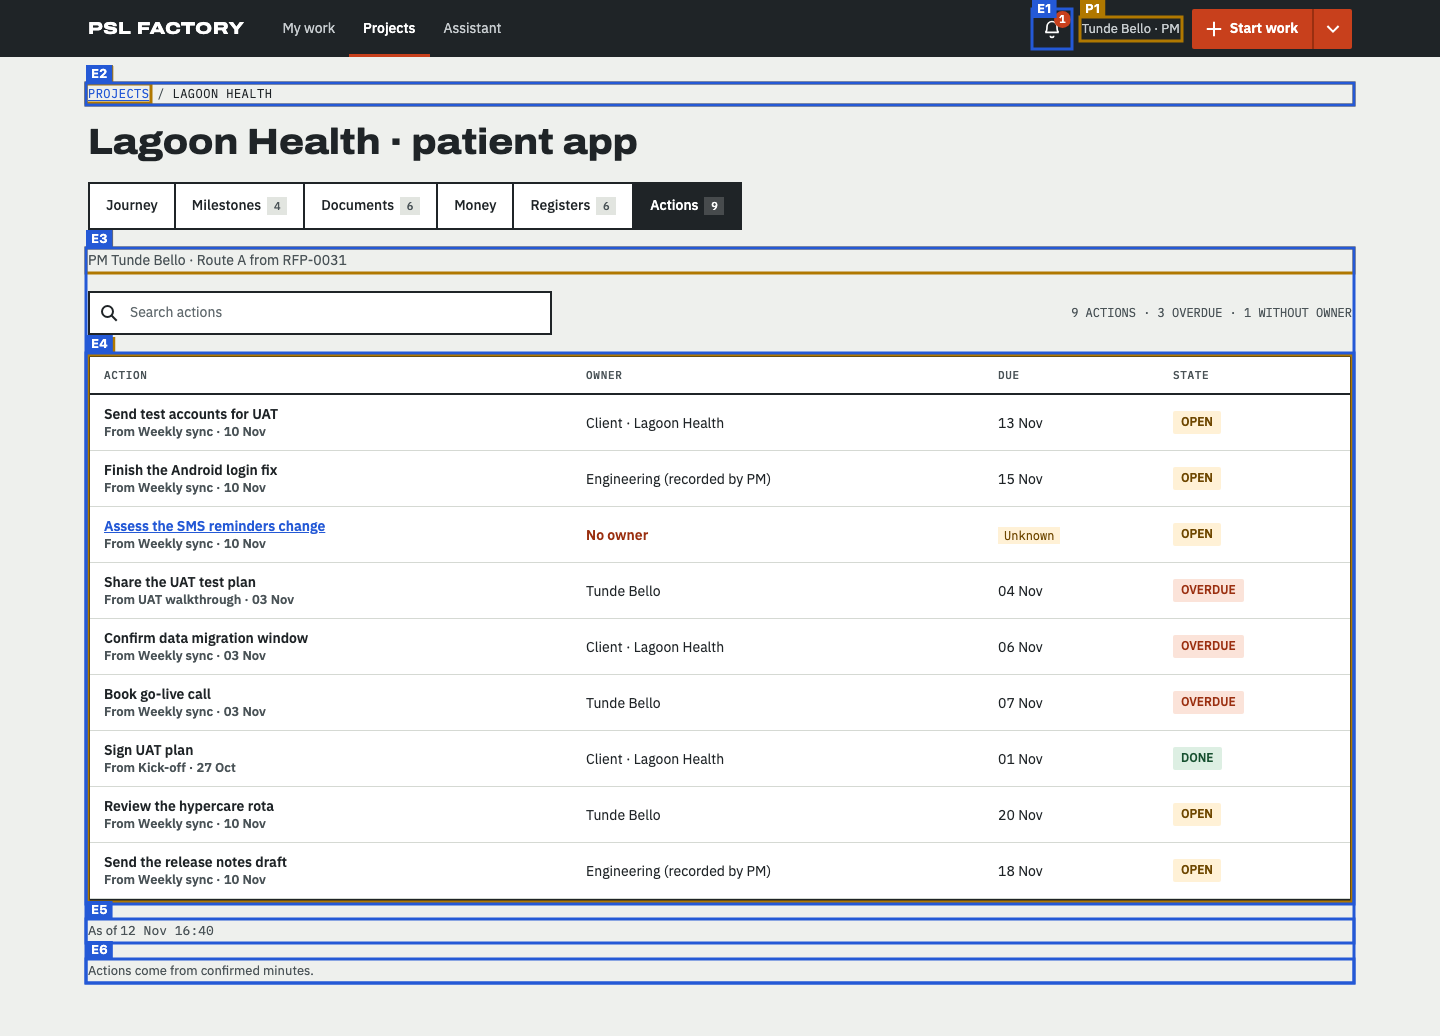 E1 P1
PSL FACTORY My work Projects Assistant 1 Tunde Bello · PM Start work
E2
PROJECTS / LAGOON HEALTH
Lagoon Health · patient app
Journey Milestones 4 Documents 6 Money Registers 6 Actions 9
E3
PM Tunde Bello · Route A from RFP-0031
Search actions 9 ACTIONS · 3 OVERDUE · 1 WITHOUT OWNER
E4
ACTION OWNER DUE STATE
Send test accounts for UAT
From Weekly sync · 10 Nov
Client · Lagoon Health 13 Nov OPEN
Finish the Android login fix
From Weekly sync · 10 Nov
Engineering (recorded by PM) 15 Nov OPEN
Assess the SMS reminders change
From Weekly sync · 10 Nov
No owner Unknown OPEN
Share the UAT test plan
From UAT walkthrough · 03 Nov
Tunde Bello 04 Nov OVERDUE
Confirm data migration window
From Weekly sync · 03 Nov
Client · Lagoon Health 06 Nov OVERDUE
Book go-live call
From Weekly sync · 03 Nov
Tunde Bello 07 Nov OVERDUE
Sign UAT plan
From Kick-off · 27 Oct
Client · Lagoon Health 01 Nov DONE
Review the hypercare rota
From Weekly sync · 10 Nov
Tunde Bello 20 Nov OPEN
Send the release notes draft
From Weekly sync · 10 Nov
Engineering (recorded by PM) 18 Nov OPEN
E5
As of 12 Nov 16:40
E6
Actions come from confirmed minutes.